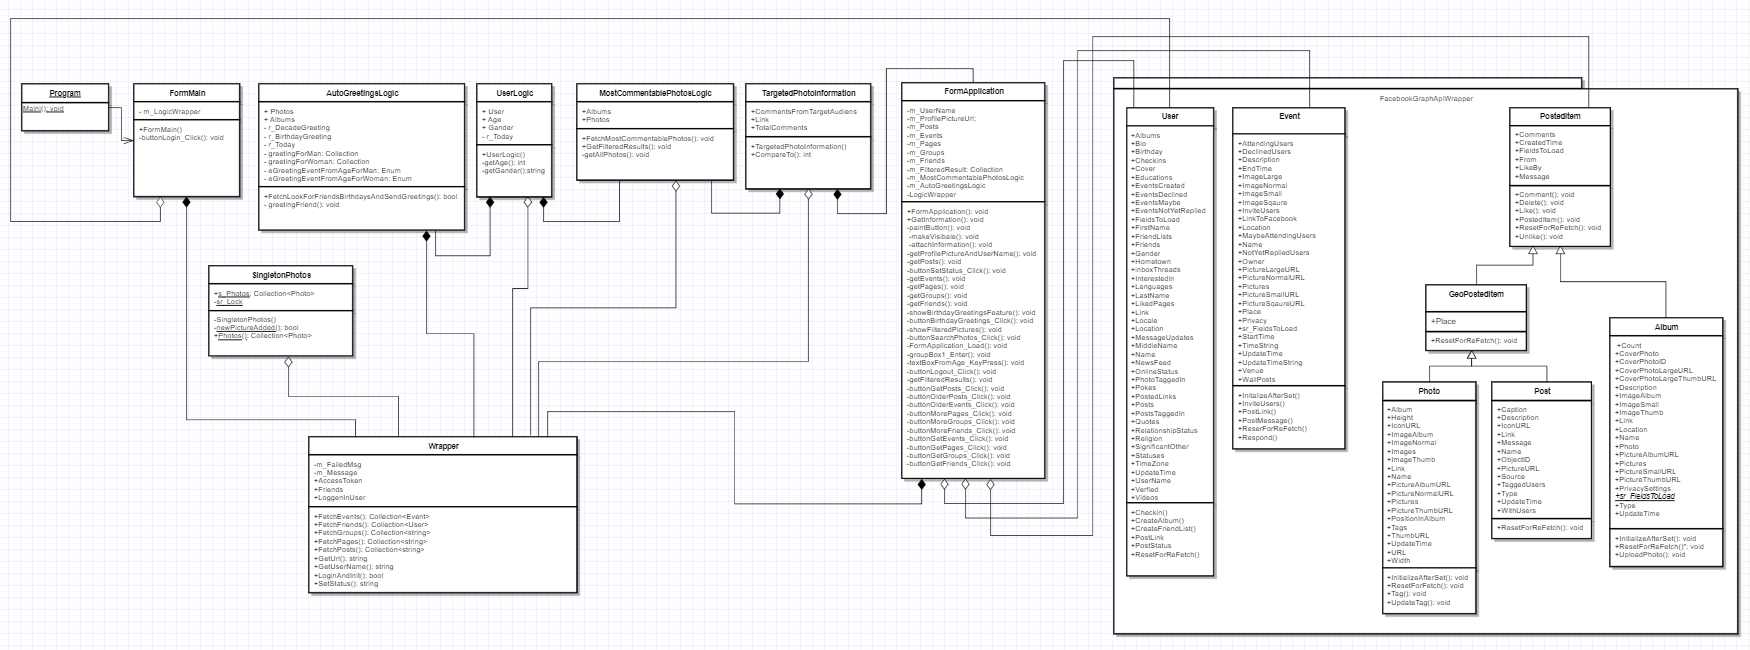 Program
Main(): void
FormMain
- m_LogicWrapper
+FormMain()
-buttonLogin_Click(): void
AutoGreetingsLogic
+ Photos
+ Albums
- r_DecadeGreeting
- r_BirthdayGreeting
- r_Today
- greetingForMan: Collection
- greetingForWoman: Collection
- eGreetingEventFromAgeForMan: Enum
- eGreetingEventFromAgeForWoman: Enum
+FetchLookForFriendsBirthdaysAndSendGreetings(): bool
- greetingFriend(): void
UserLogic
+ User
+ Age
+ Gander
- r_Today
+UserLogic()
-getAge(): int
-getGander():string
MostCommentablePhotosLogic
+Albums
+Photos
+FetchMostCommentablePhotos(): void
+GetFilteredResults(): void
-getAllPhotos(): void
TargetedPhotoInformation
+CommentsFromTargetAudiens
+Link
+TotalComments
+TargetedPhotoInformation()
+CompareTo(): int
FormApplication
-m_UserName
-m_ProfilePictureUrl;
-m_Posts
-m_Events
-m_Pages
-m_Groups
-m_Friends
-m_FilteredResult: Collection
-m_MostCommentablePhotosLogic
-m_AutoGreetingsLogic
-LogicWrapper
+FormApplication(): void
+GetInformation(): void
-paintButton(): void
-makeVisibale(): void
-attachInformation(): void
-getProfilePictureAndUserName(): void
-getPosts(): void
-buttonSetStatus_Click(): void
-getEvents(): void
-getPages(): void
-getGroups(): void
-getFriends(): void
-showBirthdayGreetingsFeature(): void
-buttonBirthdayGreetings_Click(): void
-showFilteredPictures(): void
-buttonSearchPhotos_Click(): void
-FormApplication_Load(): void
-groupBox1_Enter(): void
-textBoxFromAge_KeyPress(): void
-buttonLogout_Click(): void
-getFilteredResults(): void
-buttonGetPosts_Click(): void
-buttonOlderPosts_Click(): void
-buttonOlderEvents_Click(): void
-buttonMorePages_Click(): void
-buttonMoreGroups_Click(): void
-buttonMoreFriends_Click(): void
-buttonGetEvents_Click(): void
-buttonGetPages_Click(): void
-buttonGetGroups_Click(): void
-buttonGetFriends_Click(): void
SingletonPhotos
+s_Photos: Collection<Photo>
-sr_Lock
-SingletonPhotos()
-newPictureAdded(): bool
+Photos(): Collection<Photo>
Wrapper
-m_FailedMsg
-m_Message
+AccessToken
+Friends
+LoggenInUser
+FetchEvents(): Collection<Event>
+FetchFriends(): Collection<User>
+FetchGroups(): Collection<string>
+FetchPages(): Collection<string>
+FetchPosts(): Collection<string>
+GetUrl(): string
+GetUserName(): string
+LoginAndInit(): bool
+SetStatus(): string
FacebookGraphApiWrapper
User
+Albums
+Bio
+Birthday
+Checkins
+Cover
+Educations
+EventsCreated
+EventsDeclined
+EventsMaybe
+EventsNotYetReplied
+FieldsToLoad
+FirstName
+FriendLists
+Friends
+Gender
+Hometown
+inboxThreads
+InterestedIn
+Languages
+LastName
+LikedPages
+Link
+Locale
+Location
+MessageUpdates
+MiddleName
+Name
+NewsFeed
+OnlineStatus
+PhotoTaggedIn
+Pokes
+PostedLinks
+Posts
+PostsTaggedIn
+Quotes
+RelationshipStatus
+Religion
+SignificantOther
+Statuses
+TimeZone
+UpdateTime
+UserName
+Verfied
+Videos
+Checkin()
+CreateAlbum()
+CreateFriendList()
+PostLink
+PostStatus
+ResetForReFetch()
Event
+AttendingUsers
+DeclinedUsers
+Description
+EndTime
+ImageLarge
+ImageNormal
+ImageSmall
+ImageSqaure
+InviteUsers
+LinkToFacebook
+Location
+MaybeAttendingUsers
+Name
+NotYetRepliedUsers
+Owner
+PictureLargeURL
+PictureNormalURL
+Pictures
+PictureSmallURL
+PictureSqaureURL
+Place
+Privacy
+sr_FieldsToLoad
+StartTime
+TimeString
+UpdateTime
+UpdateTimeString
+Venue
+WallPosts
+InitalizeAfterSet()
+InviteUsers()
+PostLink()
+PostMessage()
+ReserForReFetch()
+Respond()
PostedItem
+Comments
+CreatedTime
+FieldsToLoad
+From
+LikeBy
+Message
+Comment(): void
+Delete(): void
+Like(): void
+PostedItem(): void
+ResetForReFetch(): void
+Unlike(): void
GeoPostedItem
+Place
+ResetForReFetch(): void
Photo
+Album
+Height
+IconURL
+ImageAlbum
+ImageNormal
+Images
+ImageThumb
+Link
+Name
+PictureAlbumURL
+PictureNormalURL
+Pictures
+PictureThumbURL
+PositionInAlbum
+Tags
+ThumbURL
+UpdateTime
+URL
+Width
+InitializeAfterSet(): void
+ResetForFetch(): void
+Tag(): void
+UpdateTag(): void
Post
+Caption
+Description
+IconURL
+Link
+Message
+Name
+ObjectID
+PictureURL
+Source
+TaggedUsers
+Type
+UpdateTime
+WithUsers
+ResetForReFetch(): void
Album
+Count
+CoverPhoto
+CoverPhotoID
+CoverPhotoLargeURL
+CoverPhotoLargeThumbURL
+Description
+ImageAlbum
+ImageSmall
+ImageThumb
+Link
+Location
+Name
+Photo
+PictureAlbumURL
+Pictures
+PictureSmallURL
+PictureThumbURL
+PrivacySettings
+sr_FieldsToLoad
+Type
+UpdateTime
+InitializeAfterSet(): void
+ResetForReFetch()": void
+UploadPhoto(): void